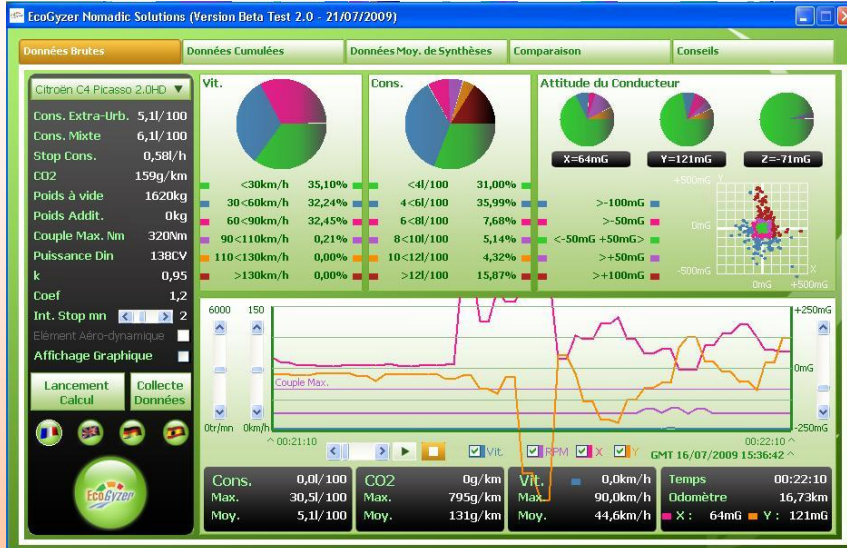 EcoGyzer Nomadic Solutions (Version Beta Test 2.0 - 21/07/2009)
Données Brutes
Données Cumulées
Données Moy. de Synthèses
Comparaison
Conseils
Citroën C4 Picasso 2.0HD
Cons. Extra-Urb. 5,1l/100
Cons. Mixte 6,1l/100
Stop Cons. 0,58l/h
CO2 159g/km
Poids à vide 1620kg
Poids Addit. 0kg
Couple Max. Nm 320Nm
Puissance Din 138CV
k 0,95
Coef 1,2
Int. Stop mn 2
Elément Aéro-dynamique
Affichage Graphique
Lancement Calcul
Collecte Données
EcoGyzer
Vit.
<30km/h 35,10%
30<60km/h 32,24%
60<90km/h 32,45%
90<110km/h 0,21%
110<130km/h 0,00%
>130km/h 0,00%
Cons.
<4l/100 31,00%
4<6l/100 35,99%
6<8l/100 7,68%
8<10l/100 5,14%
10<12l/100 4,32%
>12l/100 15,87%
Attitude du Conducteur
X=64mG
Y=121mG
Z=-71mG
>-100mG
>-50mG
<-50mG +50mG>
>+50mG
>+100mG
+500mG Y
0mG
-500mG
X
0mG +500mG
6000 150
+250mG
0mG
-250mG
Couple Max.
0tr/mn 0km/h
^ 00:21:10
00:22:10 ^
Vit. RPM X Y
GMT 16/07/2009 15:36:42 ^
Cons. 0,0l/100
Max. 30,5l/100
Moy. 5,1l/100
CO2 0g/km
Max. 795g/km
Moy. 131g/km
Vit. 0,0km/h
Max. 90,0km/h
Moy. 44,6km/h
Temps 00:22:10
Odomètre 16,73km
X : 64mG Y : 121mG